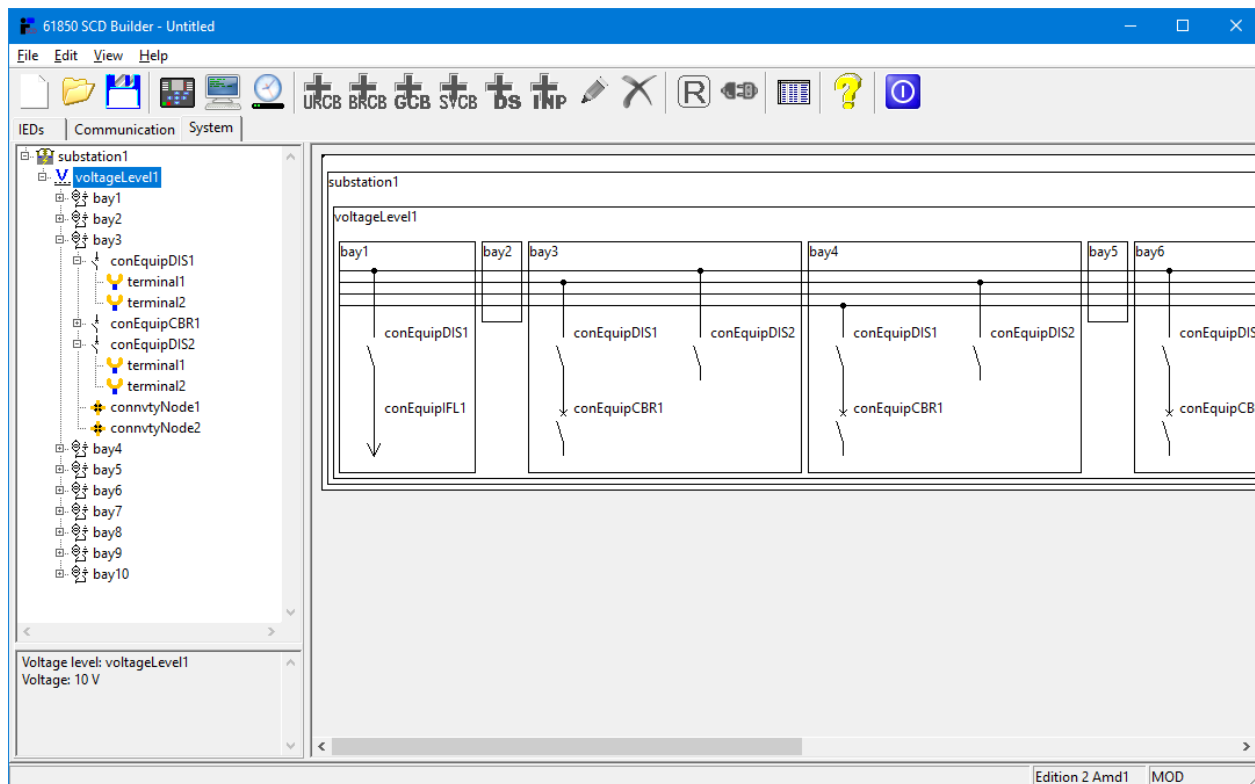 61850 SCD Builder - Untitled
File Edit View Help
URCB BRCB GCB SVCB DS INP R
IEDs Communication System
substation1
voltageLevel1
bay1
bay2
bay3
conEquipDIS1
terminal1
terminal2
conEquipCBR1
conEquipDIS2
terminal1
terminal2
connvtyNode1
connvtyNode2
bay4
bay5
bay6
bay7
bay8
bay9
bay10
Voltage level: voltageLevel1
Voltage: 10 V
substation1
voltageLevel1
bay1 bay2 bay3 bay4 bay5 bay6
conEquipDIS1 conEquipDIS1 conEquipDIS2 conEquipDIS1 conEquipDIS2 conEquipDIS
conEquipIFL1 conEquipCBR1 conEquipCBR1 conEquipCB
Edition 2 Amd1 MOD